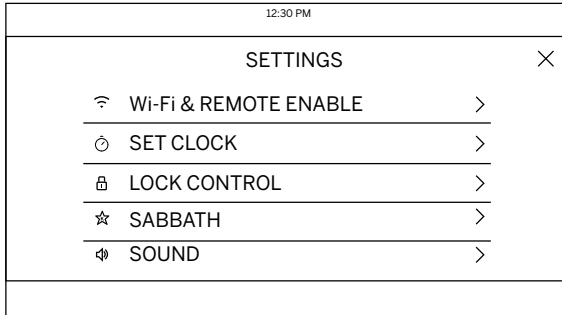 12:30 PM
SETTINGS
Wi-Fi & REMOTE ENABLE
SET CLOCK
LOCK CONTROL
SABBATH
SOUND